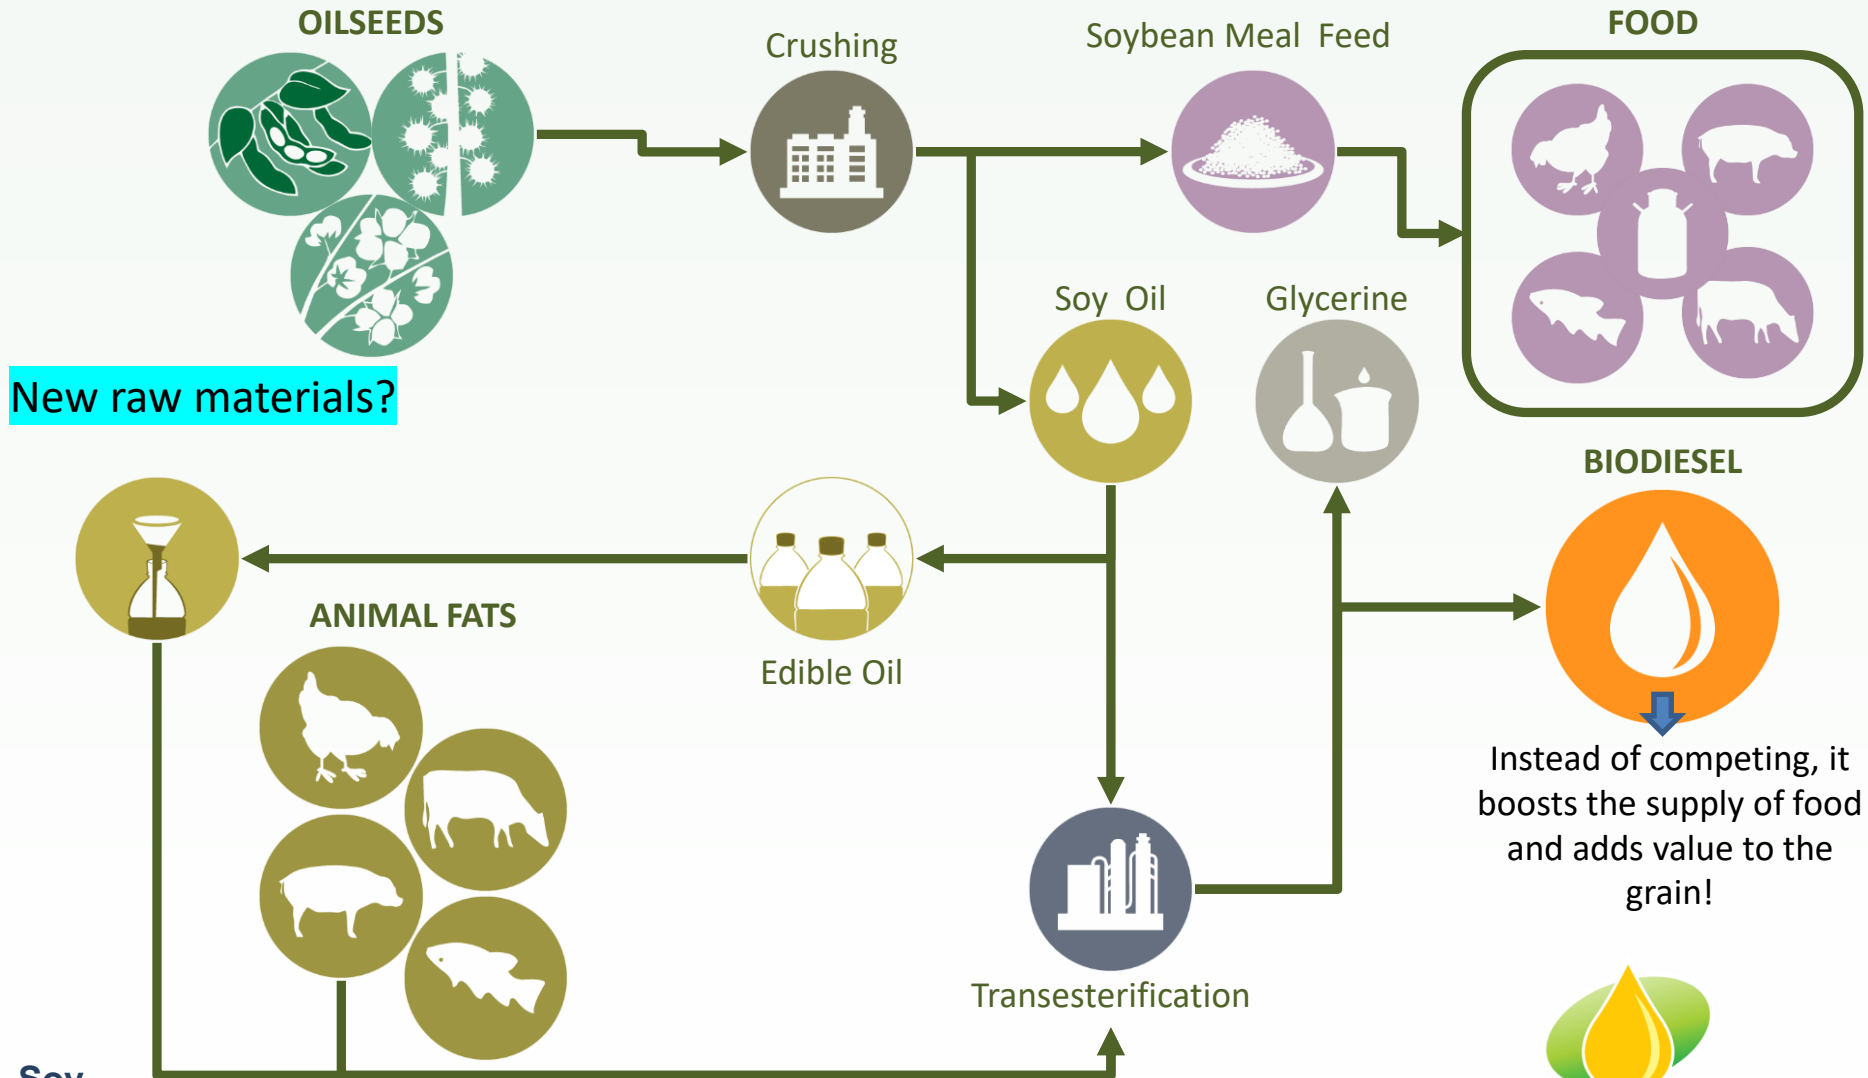 OILSEEDS
Crushing
Soybean Meal Feed
FOOD
Soy Oil
Glycerine
New raw materials?
BIODIESEL
ANIMAL FATS
Edible Oil
Instead of competing, it
boosts the supply of food
and adds value to the
grain!
Transesterification
Soy